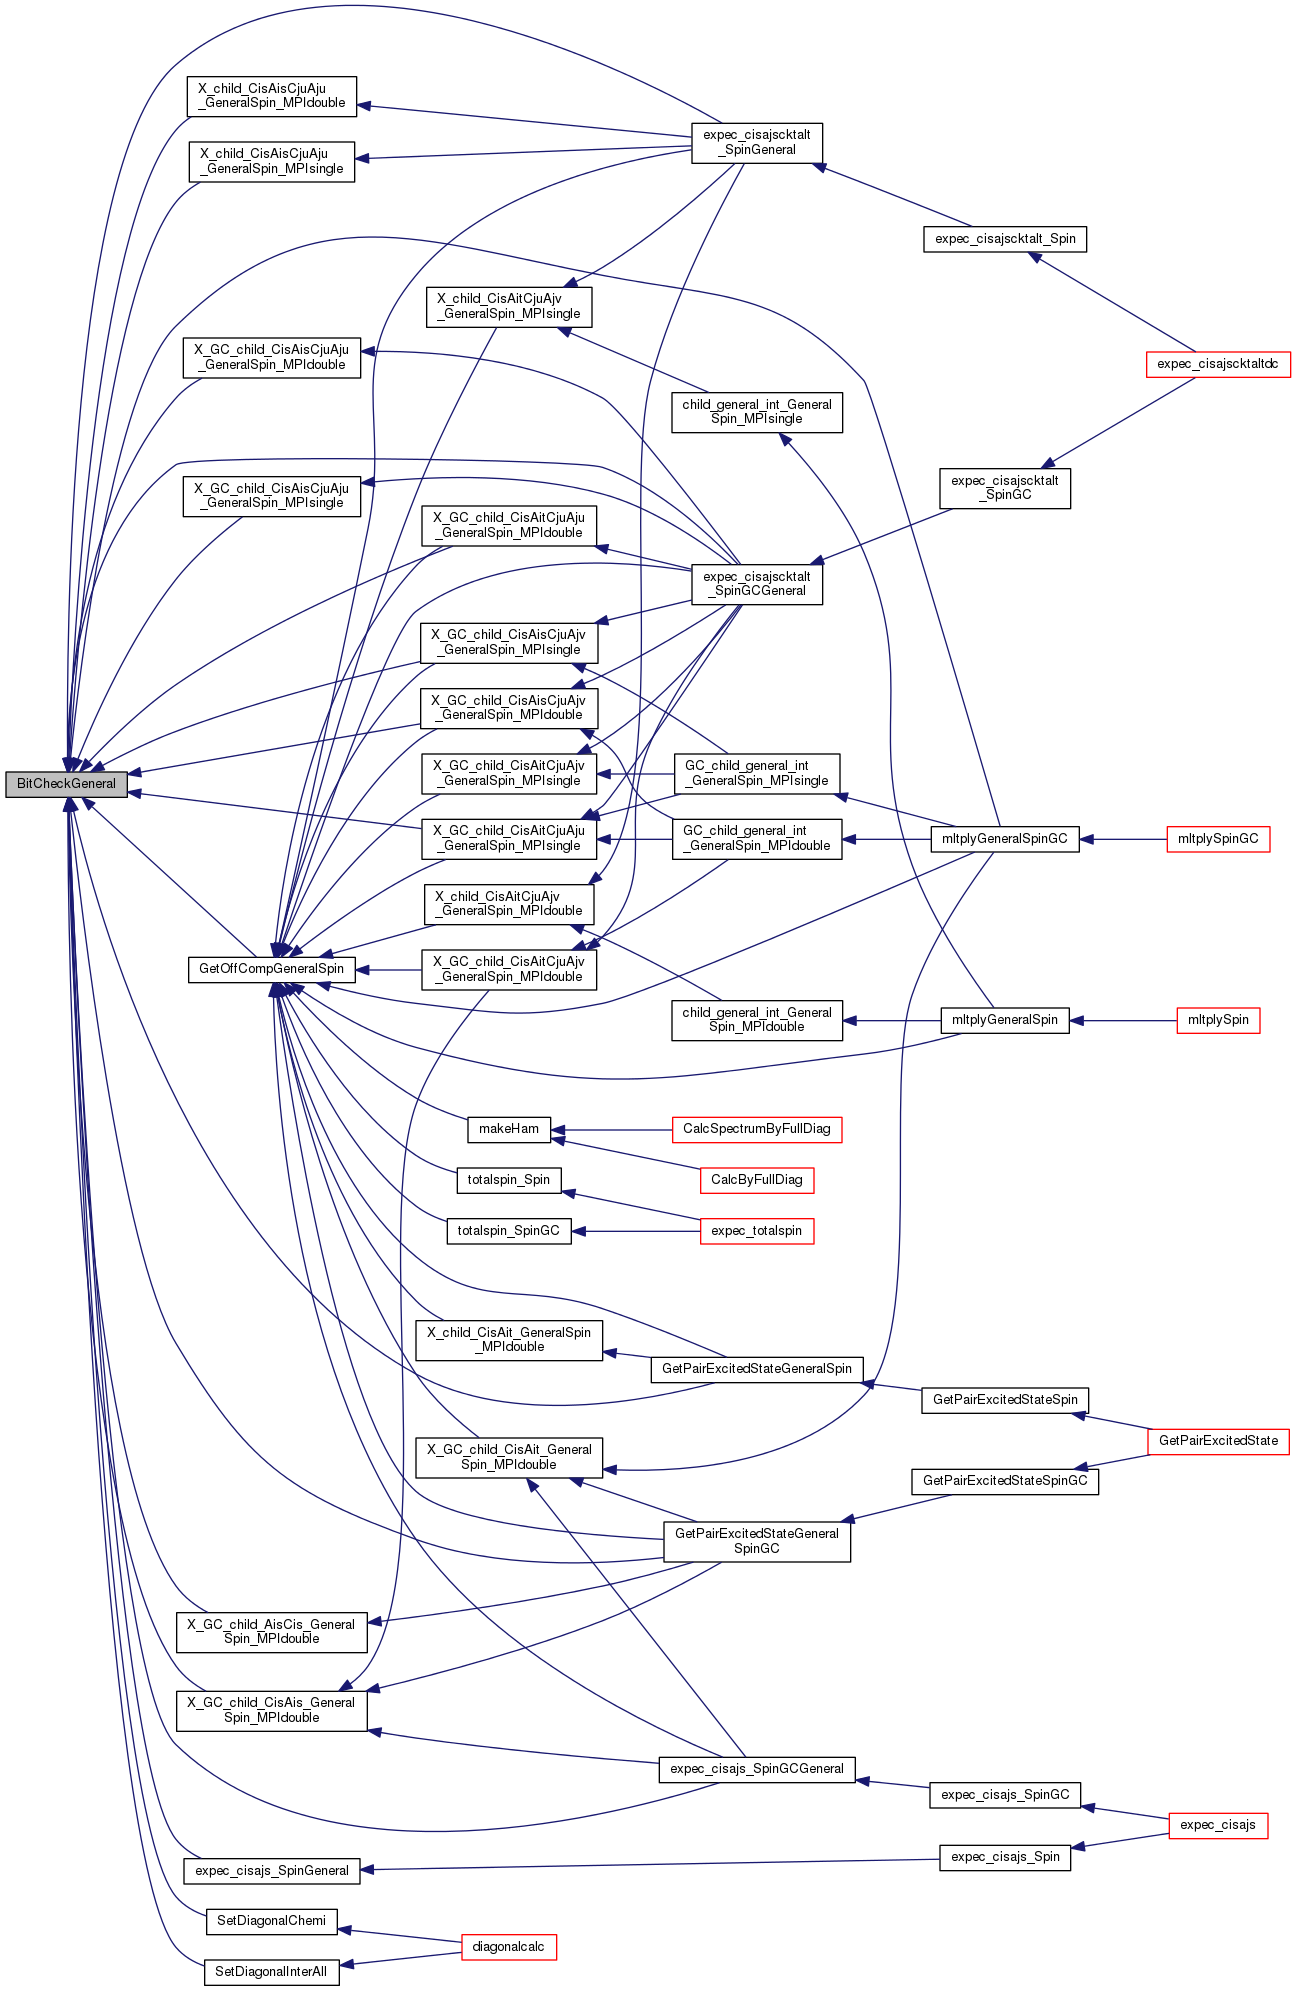 X_child_CisAisCjuAju
_GeneralSpin_MPIdouble
expec_cisajscktalt
_SpinGeneral
X_child_CisAisCjuAju
_GeneralSpin_MPIsingle
expec_cisajscktalt_Spin
X_child_CisAitCjuAjv
_GeneralSpin_MPIsingle
X_GC_child_CisAisCjuAju
_GeneralSpin_MPIdouble
expec_cisajscktaltdc
child_general_int_General
Spin_MPIsingle
X_GC_child_CisAisCjuAju
_GeneralSpin_MPIsingle
expec_cisajscktalt
_SpinGC
X_GC_child_CisAitCjuAju
_GeneralSpin_MPIdouble
expec_cisajscktalt
_SpinGCGeneral
X_GC_child_CisAisCjuAjv
_GeneralSpin_MPIsingle
X_GC_child_CisAisCjuAjv
_GeneralSpin_MPIdouble
BitCheckGeneral
X_GC_child_CisAitCjuAjv
_GeneralSpin_MPIsingle
GC_child_general_int
_GeneralSpin_MPIsingle
X_GC_child_CisAitCjuAju
_GeneralSpin_MPIsingle
GC_child_general_int
_GeneralSpin_MPIdouble
mltplyGeneralSpinGC
mltplySpinGC
X_child_CisAitCjuAjv
_GeneralSpin_MPIdouble
GetOffCompGeneralSpin
X_GC_child_CisAitCjuAjv
_GeneralSpin_MPIdouble
child_general_int_General
Spin_MPIdouble
mltplyGeneralSpin
mltplySpin
makeHam
CalcSpectrumByFullDiag
totalspin_Spin
CalcByFullDiag
totalspin_SpinGC
expec_totalspin
X_child_CisAit_GeneralSpin
_MPIdouble
GetPairExcitedStateGeneralSpin
GetPairExcitedStateSpin
GetPairExcitedState
X_GC_child_CisAit_General
Spin_MPIdouble
GetPairExcitedStateSpinGC
GetPairExcitedStateGeneral
SpinGC
X_GC_child_AisCis_General
Spin_MPIdouble
X_GC_child_CisAis_General
Spin_MPIdouble
expec_cisajs_SpinGCGeneral
expec_cisajs_SpinGC
expec_cisajs
expec_cisajs_SpinGeneral
expec_cisajs_Spin
SetDiagonalChemi
diagonalcalc
SetDiagonalInterAll